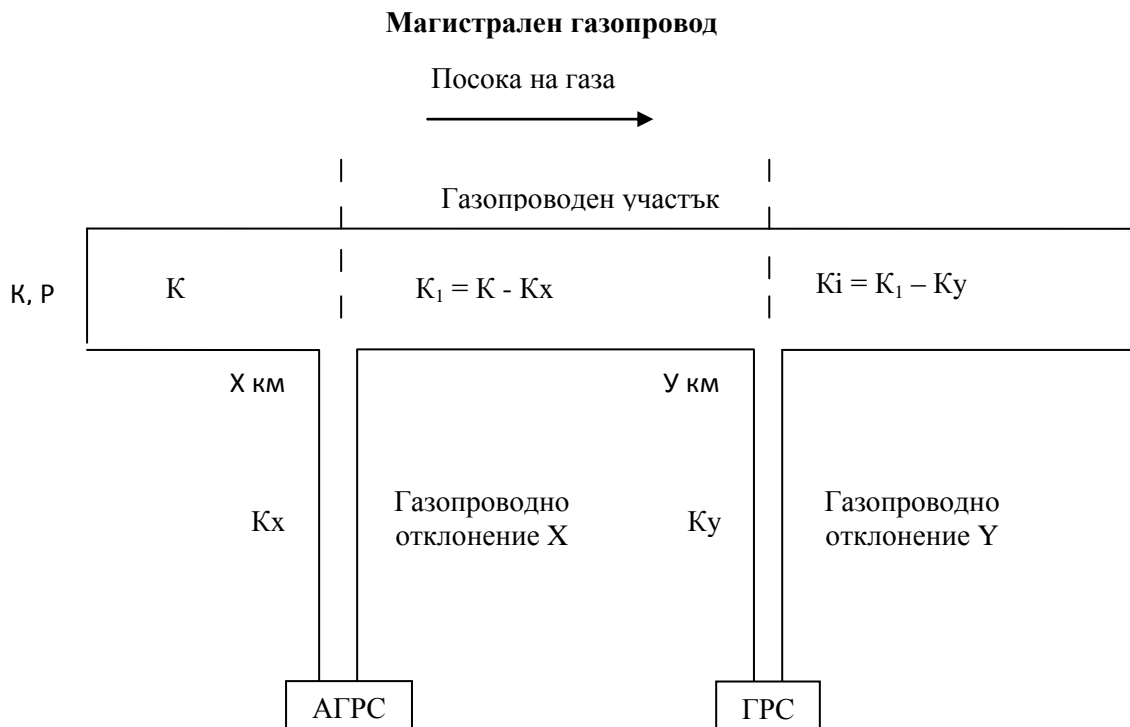 Магистрален газопровод
Посока на газа
Газопроводен участък
К, Р
К
К₁ = К - Кх
Кi = К₁ – Ку
Х км
У км
Кх
Газопроводно
отклонение X
Ку
Газопроводно
отклонение Y
АГРС
ГРС